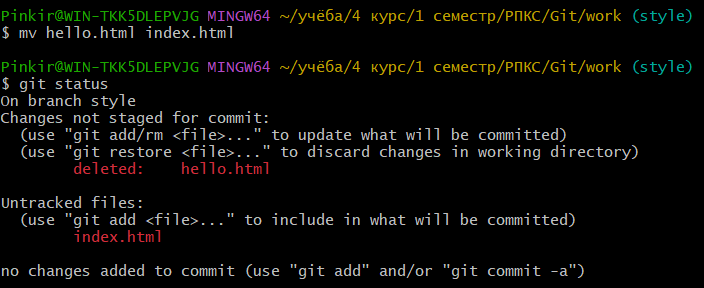 Pinkir@WIN-TKK5DLEPVJG MINGW64 ~/учёба/4 курс/1 семестр/РПКС/Git/work (style)
$ mv hello.html index.html
Pinkir@WIN-TKK5DLEPVJG MINGW64 ~/учёба/4 курс/1 семестр/РПКС/Git/work (style)
$ git status
On branch style
Changes not staged for commit:
  (use "git add/rm <file>..." to update what will be committed)
  (use "git restore <file>..." to discard changes in working directory)
        deleted:    hello.html
Untracked files:
  (use "git add <file>..." to include in what will be committed)
        index.html
no changes added to commit (use "git add" and/or "git commit -a")